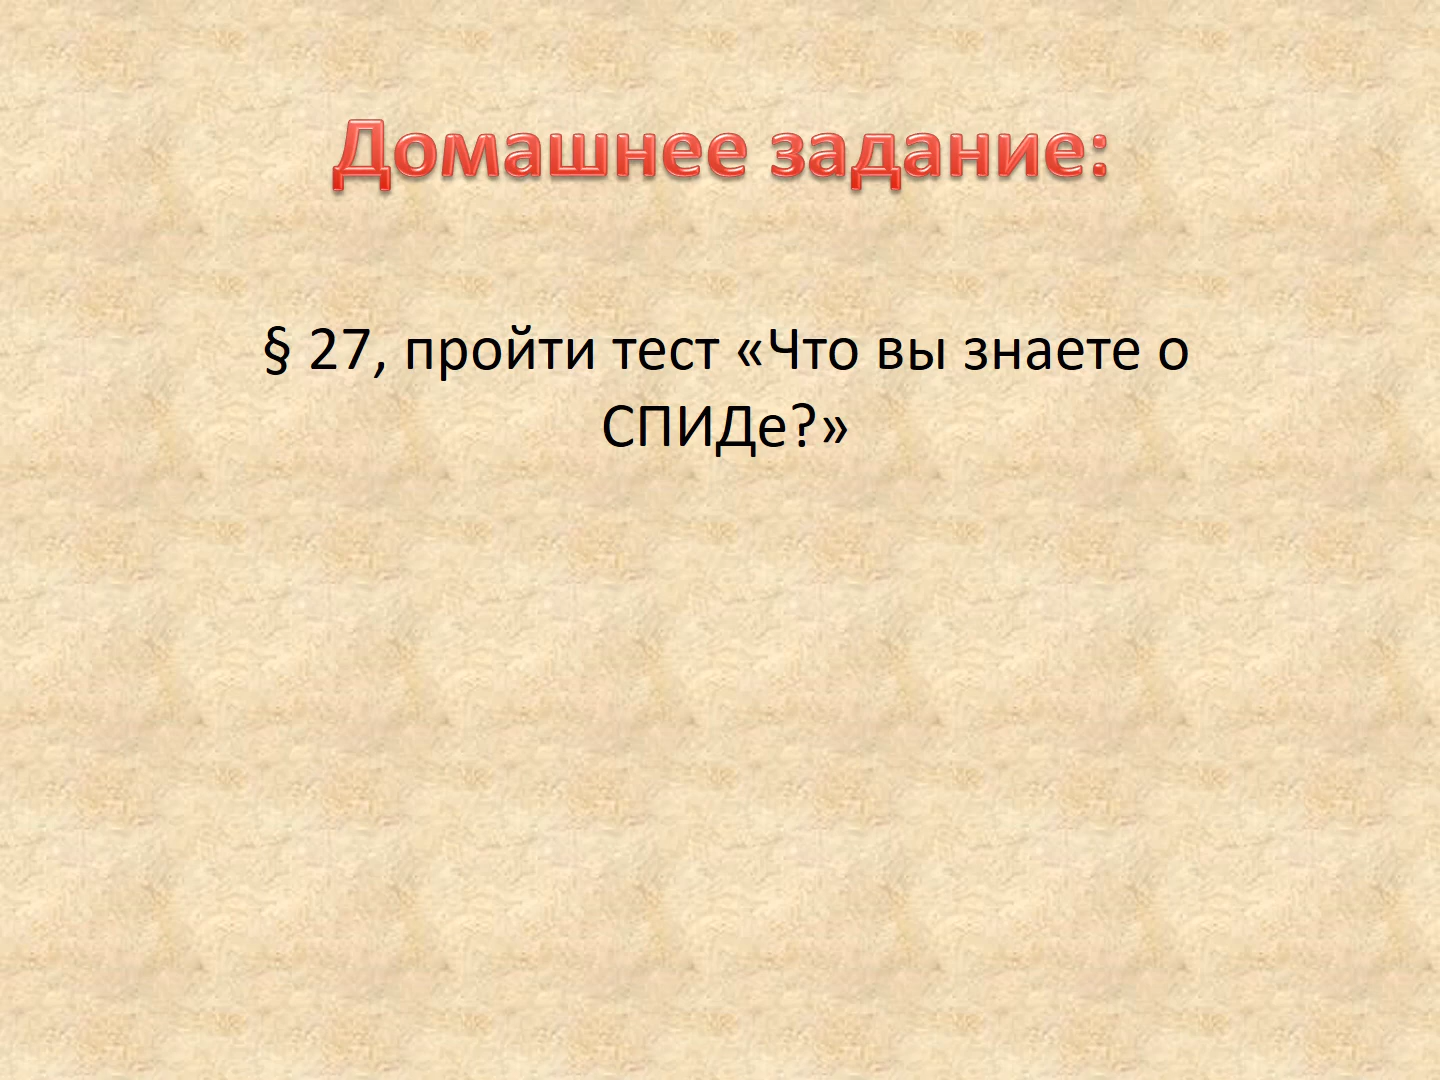 Домашнее задание:
§ 27, пройти тест «Что вы знаете о
СПИДе?»